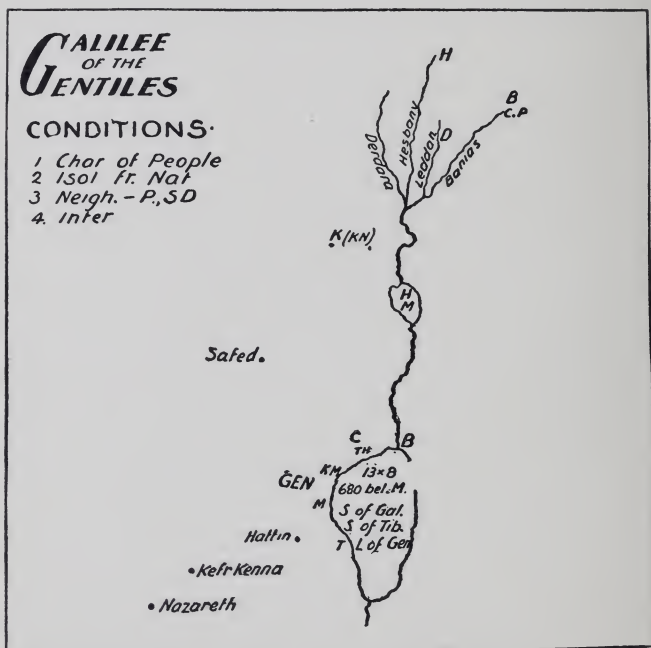 GALILEE
OF THE
GENTILES
CONDITIONS.
1 Char of People
2 Isol Fr. Nat
3 Neigh. - P., SD
4. Inter
H
B
C.P
D
Derdara
Hesbany
Leddan
Banias
K (KN)
H
M
Safed
C
TH
B
KM
GEN
13 x 8
680 bel. M.
M
S of Gal.
S of Tib.
Hattin
T
L of Gen
Kefr Kenna
Nazareth